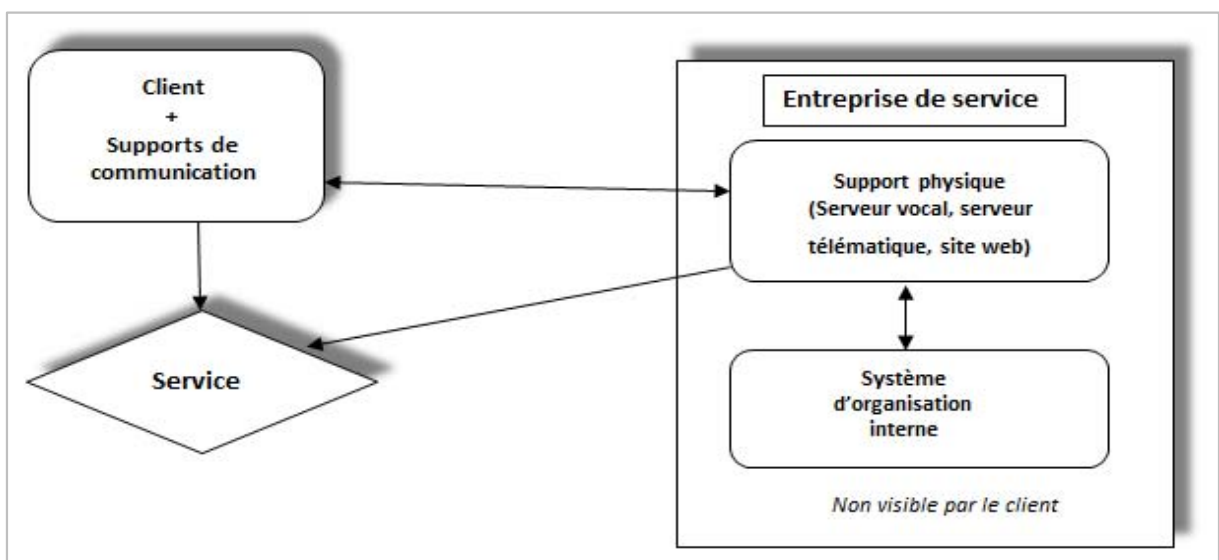 Client
+
Supports de
communication
Entreprise de service
Support physique
(Serveur vocal, serveur
télématique, site web)
Service
Système
d'organisation
interne
Non visible par le client